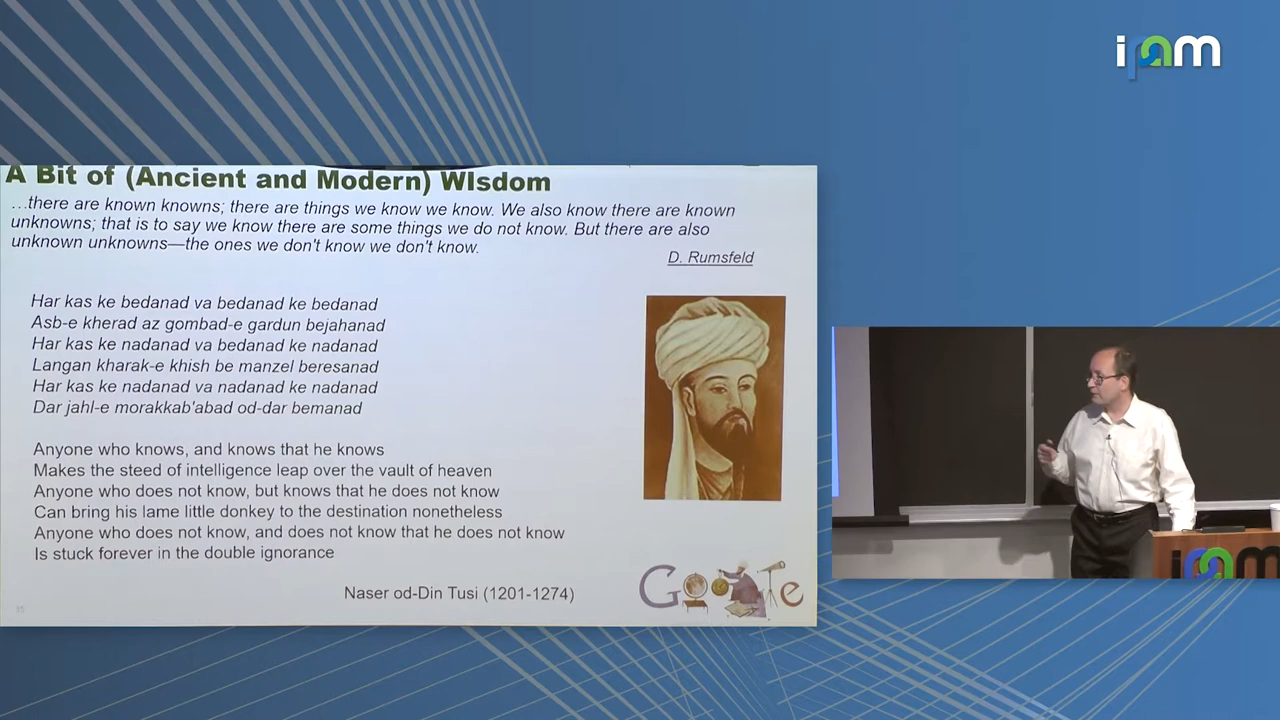 ipam
A Bit of (Ancient and Modern) WIsdom
…there are known knowns; there are things we know we know. We also know there are known
unknowns; that is to say we know there are some things we do not know. But there are also
unknown unknowns—the ones we don't know we don't know.
D. Rumsfeld
Har kas ke bedanad va bedanad ke bedanad
Asb-e kherad az gombad-e gardun bejahanad
Har kas ke nadanad va bedanad ke nadanad
Langan kharak-e khish be manzel beresanad
Har kas ke nadanad va nadanad ke nadanad
Dar jahl-e morakkab'abad od-dar bemanad
Anyone who knows, and knows that he knows
Makes the steed of intelligence leap over the vault of heaven
Anyone who does not know, but knows that he does not know
Can bring his lame little donkey to the destination nonetheless
Anyone who does not know, and does not know that he does not know
Is stuck forever in the double ignorance
Naser od-Din Tusi (1201-1274)
Google
ipam